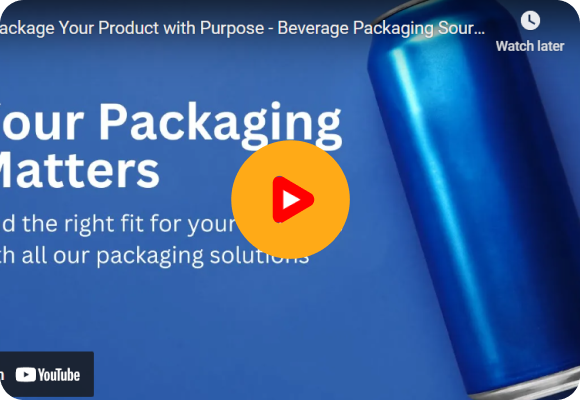 ackage Your Product with Purpose - Beverage Packaging Sour...
Watch later
our Packaging
Matters
d the right fit for your
h all our packaging solutions
YouTube